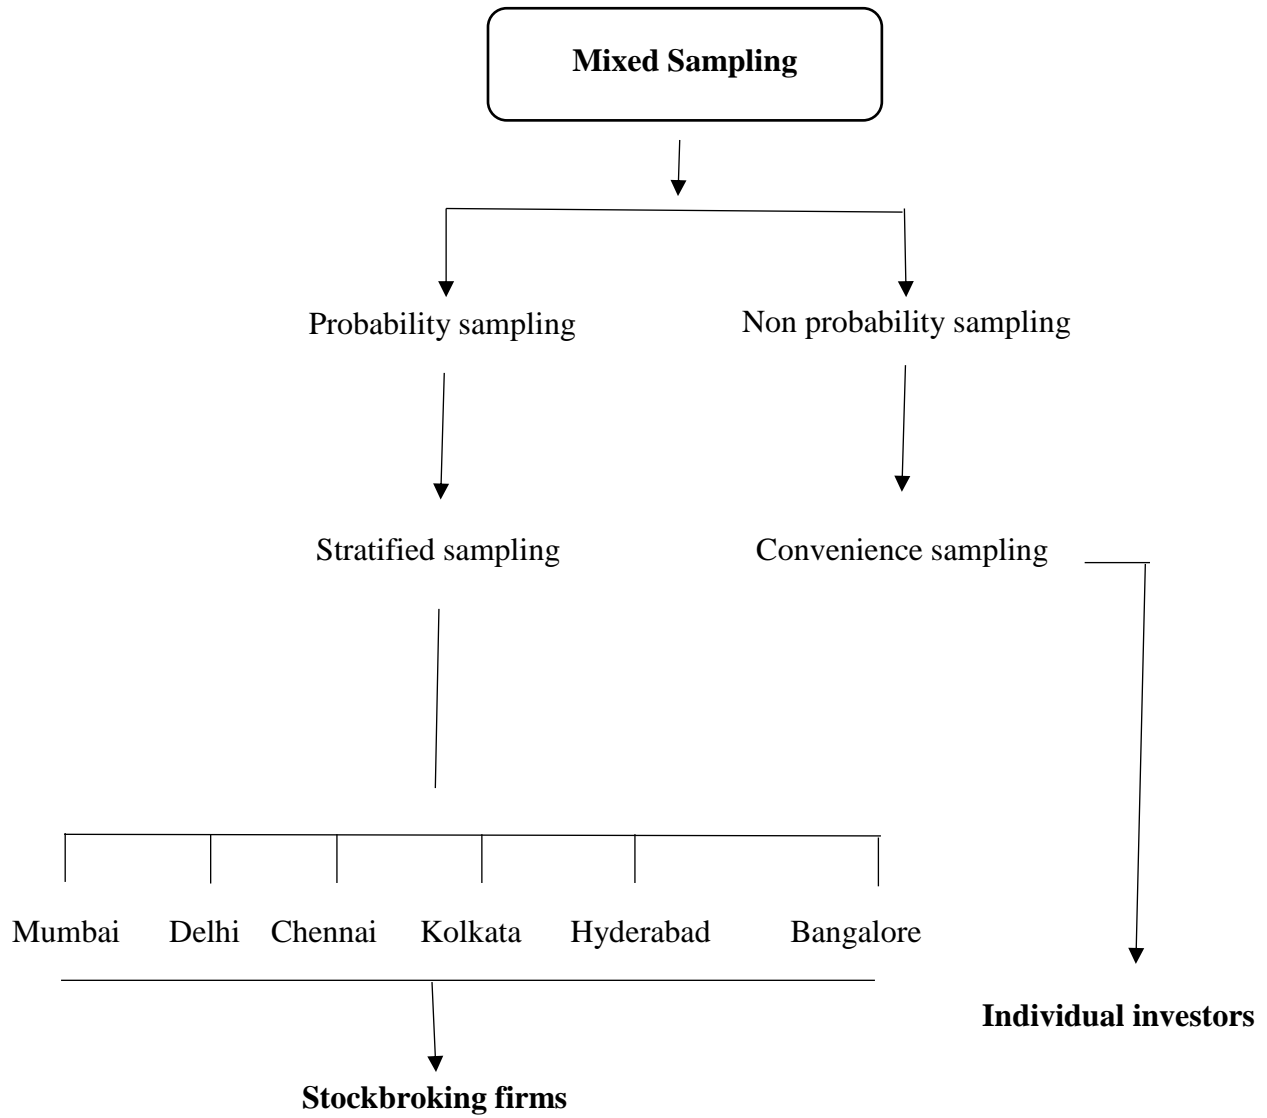 Mixed Sampling
Probability sampling
Non probability sampling
Stratified sampling
Convenience sampling
Mumbai Delhi Chennai Kolkata Hyderabad Bangalore
Individual investors
Stockbroking firms